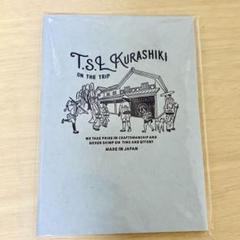 T.S.L KURASHIKI
ON THE TRIP
WE TAKE PRIDE IN CRAFTSMANSHIP AND
NEVER SKIMP ON TIME AND EFFORT
MADE IN JAPAN